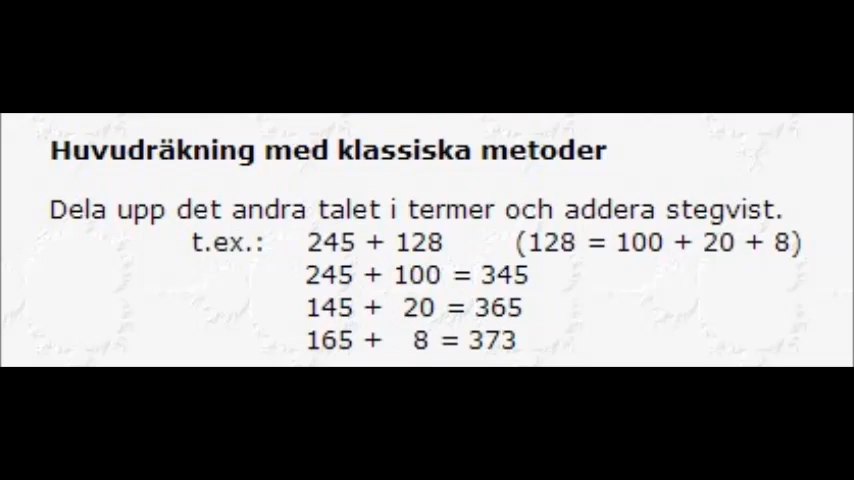 Huvudräkning med klassiska metoder
Dela upp det andra talet i termer och addera stegvist.
t.ex.: 245 + 128 (128 = 100 + 20 + 8)
245 + 100 = 345
145 + 20 = 365
165 + 8 = 373